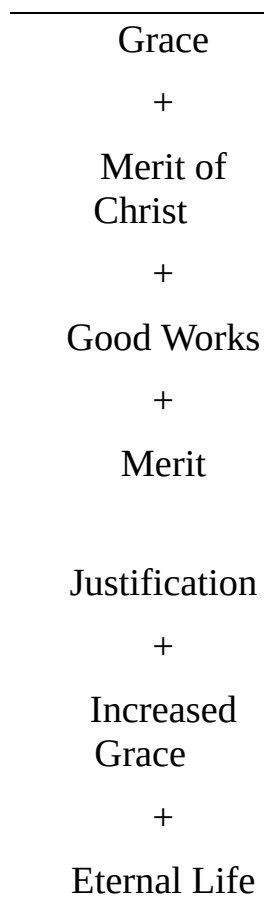 Grace
+
Merit of
Christ
+
Good Works
+
Merit
Justification
+
Increased
Grace
+
Eternal Life